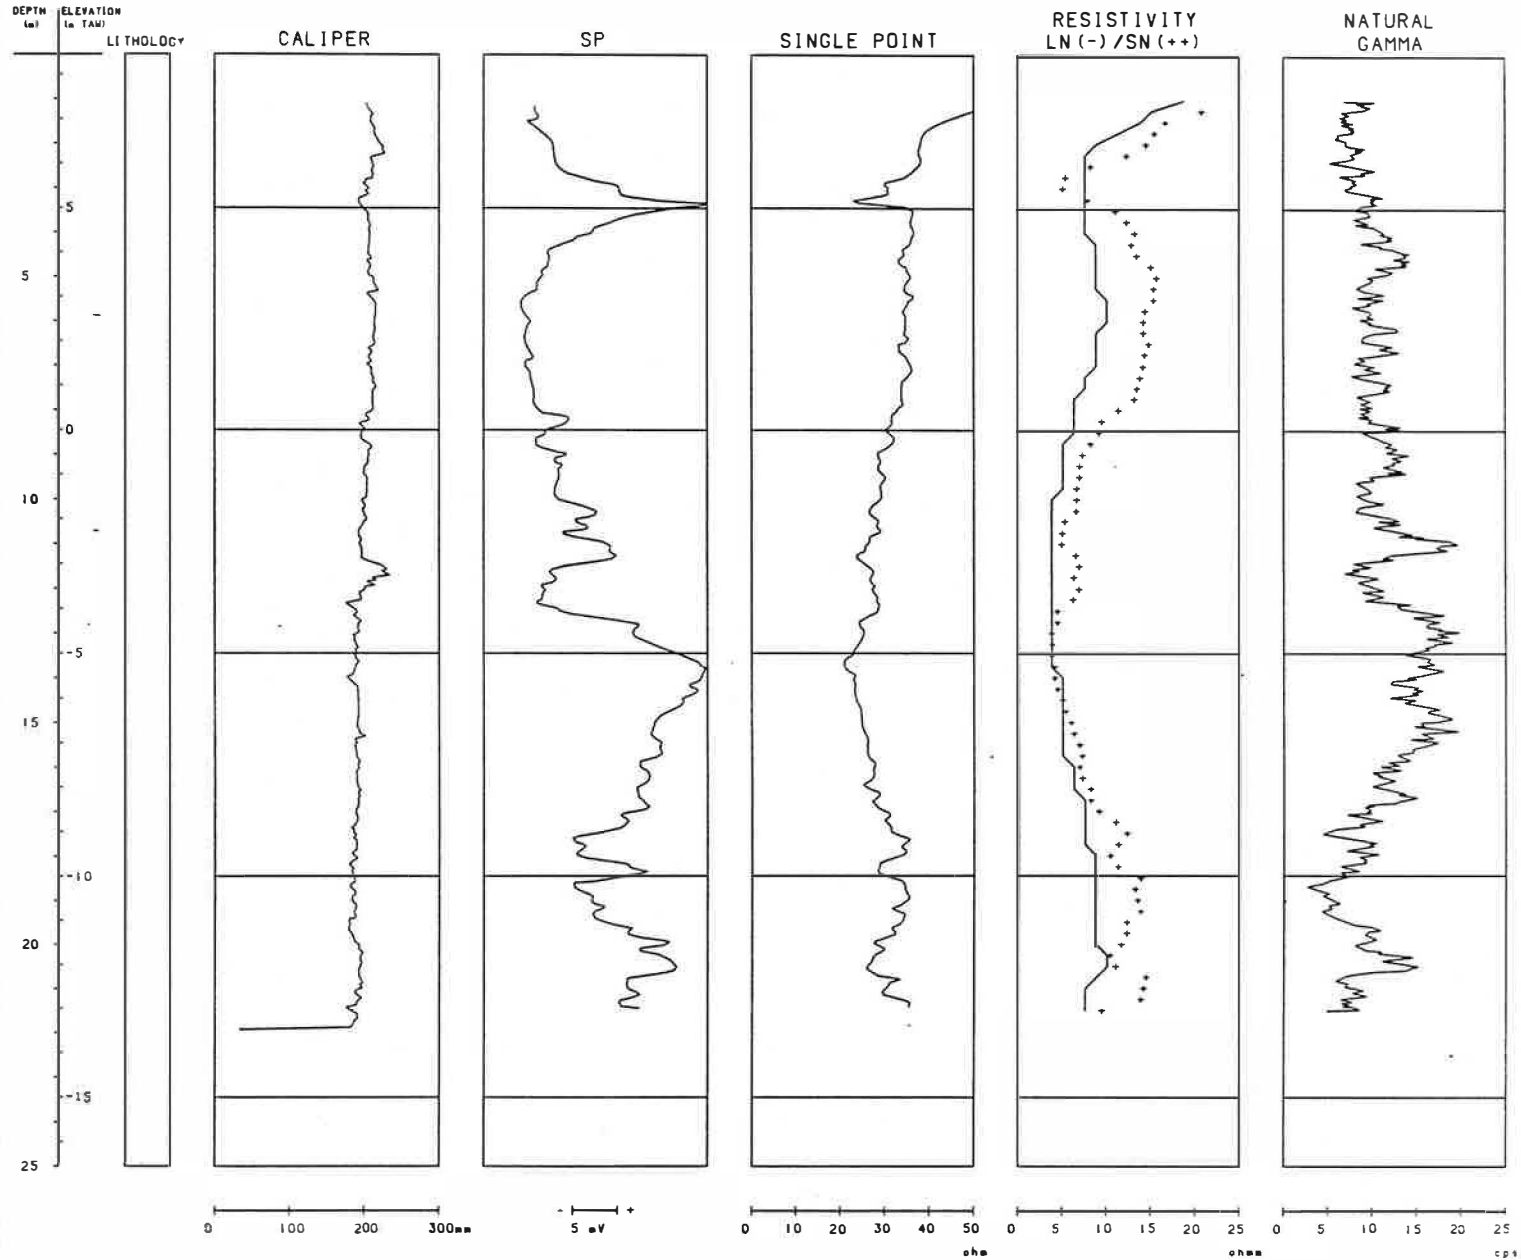 DEPTH ELEVATION
(m) (m TAW)
LITHOLOGY
CALIPER
SP
SINGLE POINT
RESISTIVITY
LN(-)/SN(++)
NATURAL
GAMMA
5
5
0
10
-5
15
-10
20
-15
25
0 100 200 300mm
- +
5 mV
0 10 20 30 40 50
ohm
0 5 10 15 20 25
ohmm
0 5 10 15 20 25
cps